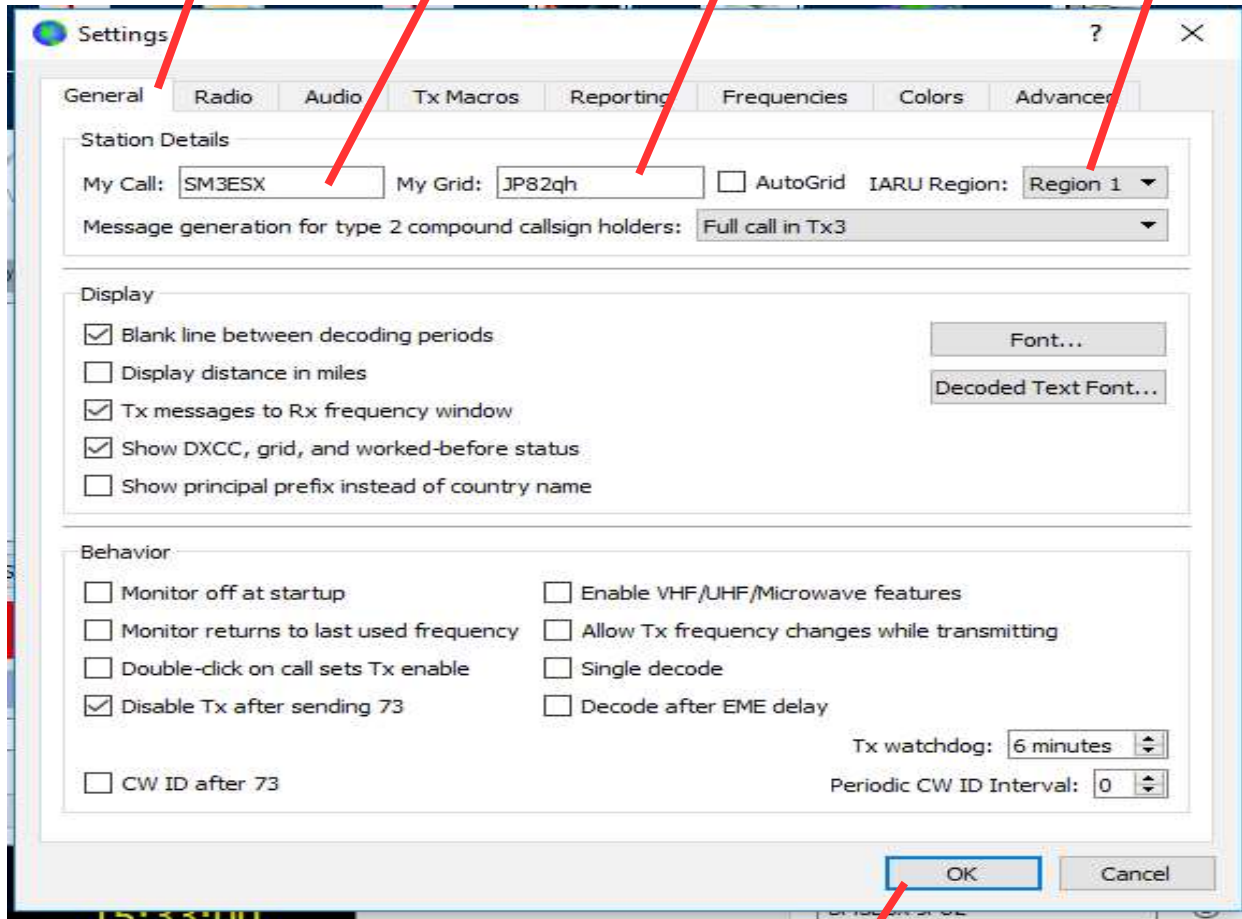 Settings
?
General Radio Audio Tx Macros Reporting Frequencies Colors Advanced
Station Details
My Call: SM3ESX My Grid: JP82qh AutoGrid IARU Region: Region 1
Message generation for type 2 compound callsign holders: Full call in Tx3
Display
Blank line between decoding periods
Font...
Display distance in miles
Decoded Text Font...
Tx messages to Rx frequency window
Show DXCC, grid, and worked-before status
Show principal prefix instead of country name
Behavior
Monitor off at startup Enable VHF/UHF/Microwave features
Monitor returns to last used frequency Allow Tx frequency changes while transmitting
Double-click on call sets Tx enable Single decode
Disable Tx after sending 73 Decode after EME delay
Tx watchdog: 6 minutes
CW ID after 73 Periodic CW ID Interval: 0
OK Cancel
15:33:00